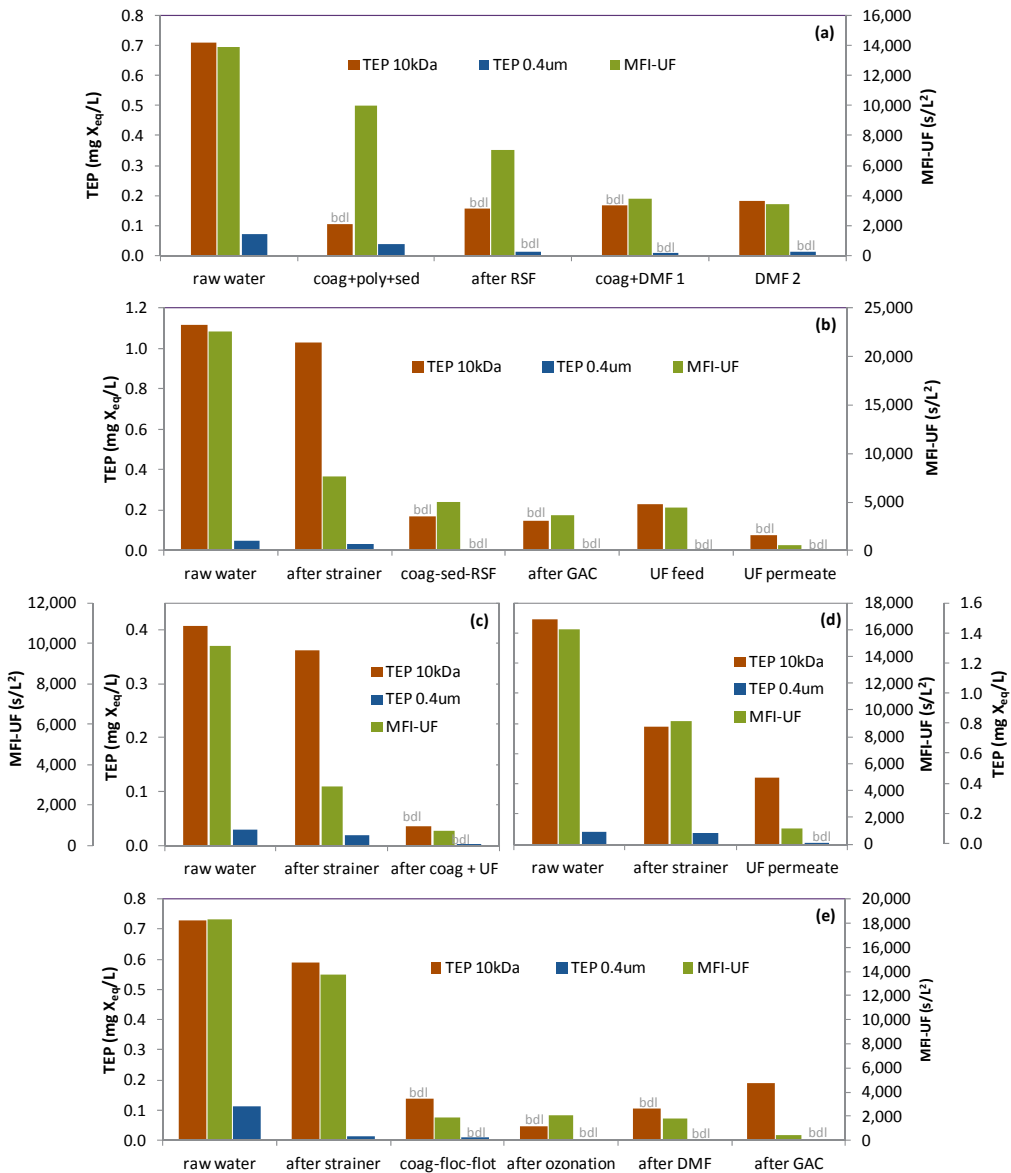 (a)
TEP 10kDa TEP 0.4um MFI-UF
TEP (mg Xeq/L)
0.8
0.7
0.6
0.5
0.4
0.3
0.2
0.1
0.0
MFI-UF (s/L²)
16,000
14,000
12,000
10,000
8,000
6,000
4,000
2,000
0
bdl bdl bdl bdl bdl
raw water coag+poly+sed after RSF coag+DMF 1 DMF 2
(b)
TEP 10kDa TEP 0.4um MFI-UF
TEP (mg Xeq/L)
1.2
1.0
0.8
0.6
0.4
0.2
0.0
MFI-UF (s/L²)
25,000
20,000
15,000
10,000
5,000
0
bdl bdl bdl bdl bdl bdl bdl
raw water after strainer coag-sed-RSF after GAC UF feed UF permeate
(c)
MFI-UF (s/L²)
12,000
10,000
8,000
6,000
4,000
2,000
0
TEP (mg Xeq/L)
0.4
0.3
0.2
0.1
0.0
TEP 10kDa
TEP 0.4um
MFI-UF
bdl bdl
raw water after strainer after coag + UF
(d)
TEP 10kDa
TEP 0.4um
MFI-UF
MFI-UF (s/L²)
18,000
16,000
14,000
12,000
10,000
8,000
6,000
4,000
2,000
0
TEP (mg Xeq/L)
1.6
1.4
1.2
1.0
0.8
0.6
0.4
0.2
0.0
bdl
raw water after strainer UF permeate
(e)
TEP 10kDa TEP 0.4um MFI-UF
TEP (mg Xeq/L)
0.8
0.7
0.6
0.5
0.4
0.3
0.2
0.1
0.0
MFI-UF (s/L²)
20,000
18,000
16,000
14,000
12,000
10,000
8,000
6,000
4,000
2,000
0
bdl bdl bdl bdl bdl bdl bdl
raw water after strainer coag-floc-flot after ozonation after DMF after GAC